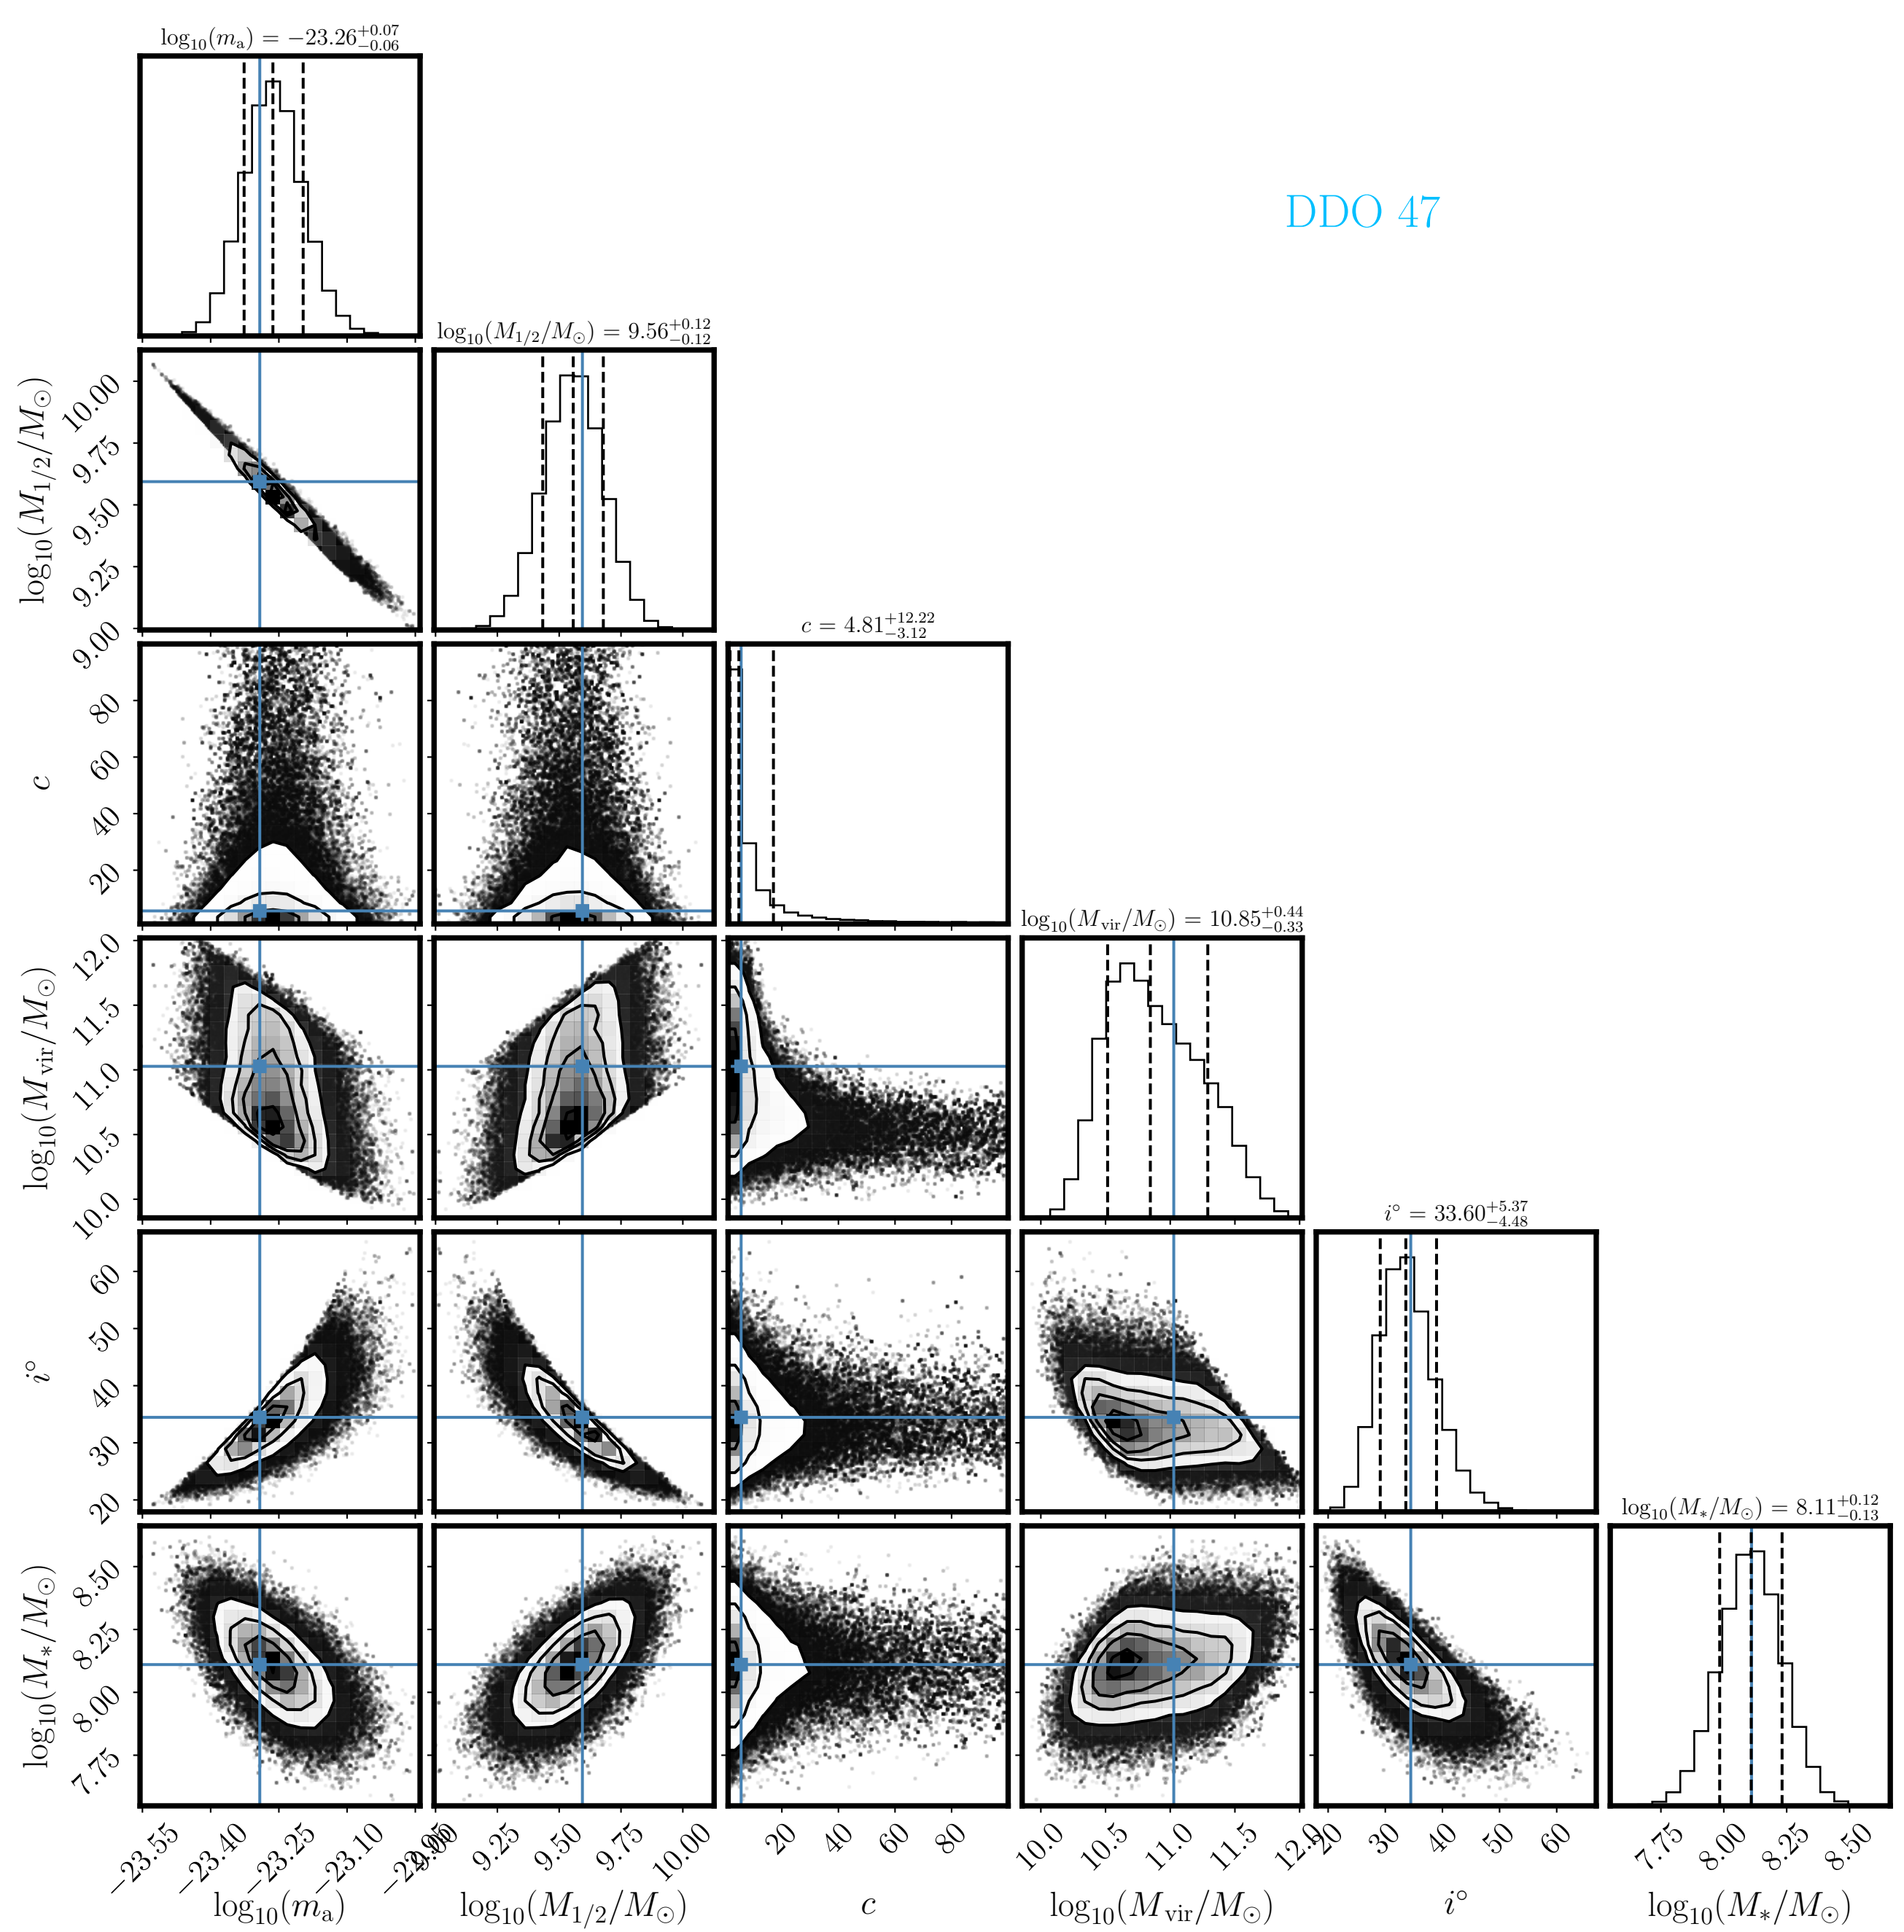 log₁₀(mₐ) = −23.26⁺⁰·⁰⁷₋₀.₀₆
DDO 47
log₁₀(M₁/₂/M⊙) = 9.56⁺⁰·¹²₋₀.₁₂
log₁₀(M₁/₂/M⊙)
10.00
9.75
9.50
9.25
9.00
c = 4.81⁺¹²·²²₋₃.₁₂
c
80
60
40
20
log₁₀(M_vir/M⊙) = 10.85⁺⁰·⁴⁴₋₀.₃₃
log₁₀(M_vir/M⊙)
12.0
11.5
11.0
10.5
10.0
i° = 33.60⁺⁵·³⁷₋₄.₄₈
i°
60
50
40
30
20
log₁₀(M∗/M⊙) = 8.11⁺⁰·¹²₋₀.₁₃
log₁₀(M∗/M⊙)
8.50
8.25
8.00
7.75
−23.55 −23.40 −23.25 −23.10 9.25 9.50 9.75 10.00 20 40 60 80 10.0 10.5 11.0 11.5 12.0 20 30 40 50 60 7.75 8.00 8.25 8.50
log₁₀(mₐ) log₁₀(M₁/₂/M⊙) c log₁₀(M_vir/M⊙) i° log₁₀(M∗/M⊙)